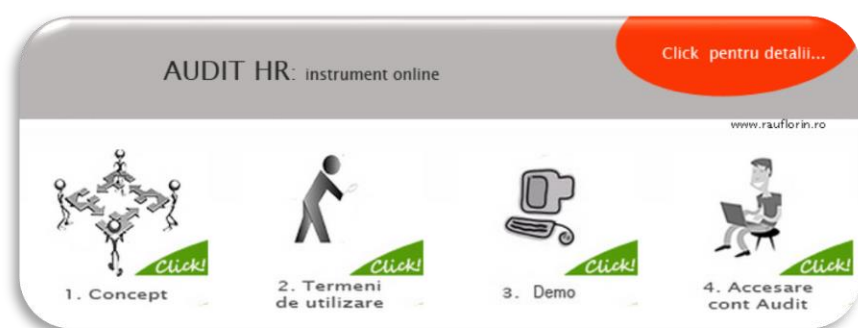 AUDIT HR: instrument online
Click pentru detalii...
www.rauflorin.ro
Click!
Click!
Click!
Click!
1. Concept
2. Termeni
de utilizare
3. Demo
4. Accesare
cont Audit